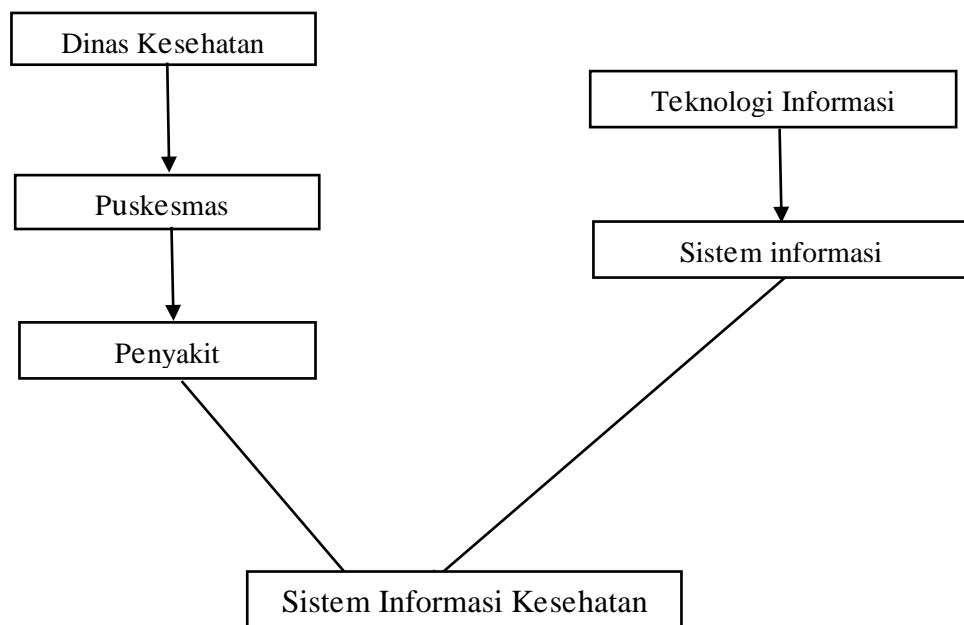 Dinas Kesehatan
Teknologi Informasi
Puskesmas
Sistem informasi
Penyakit
Sistem Informasi Kesehatan